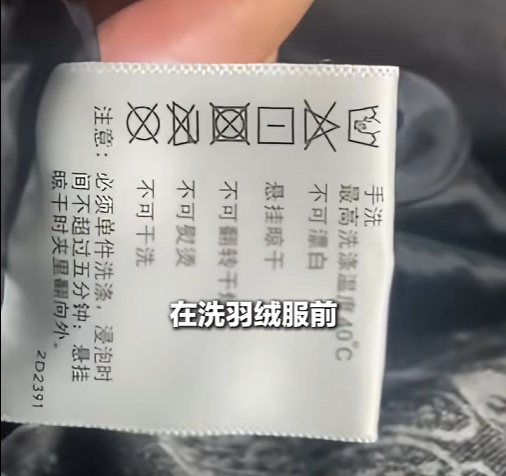 手洗
最高洗涤温度40°C
不可漂白
悬挂晾干
不可翻转干
不可熨烫
不可干洗
注意：必须单件洗涤，浸泡时
间不超过五分钟；悬挂
晾干时夹里翻向外。
2D2391
在洗羽绒服前